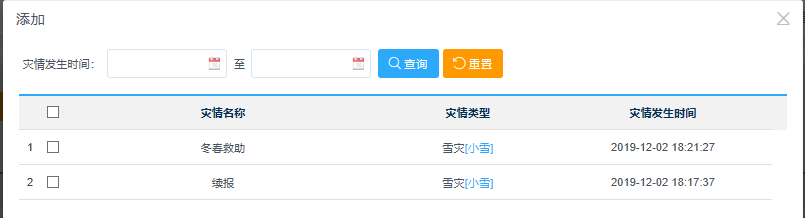 添加
灾情发生时间： 至 查询 重置
灾情名称 灾情类型 灾情发生时间
1 冬春救助 雪灾[小雪] 2019-12-02 18:21:27
2 续报 雪灾[小雪] 2019-12-02 18:17:37